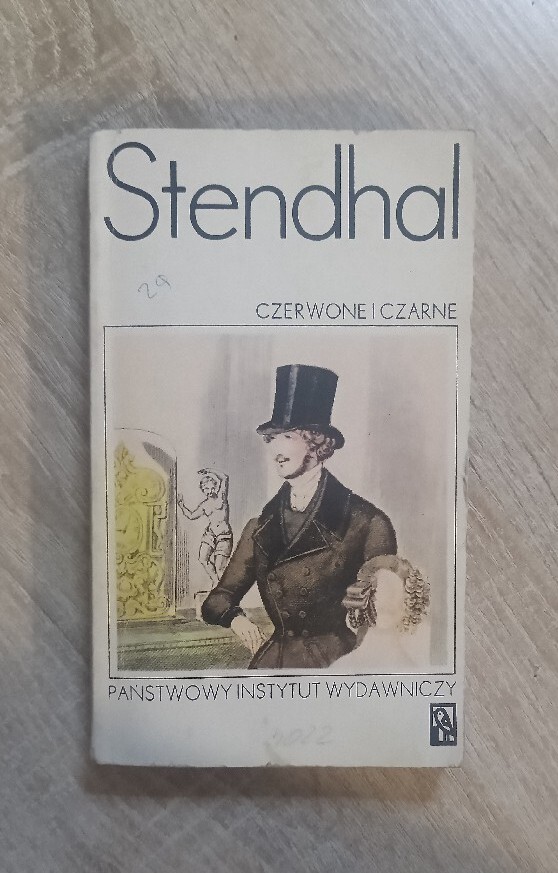 Stendhal
29
CZERWONE I CZARNE
PAŃSTWOWY INSTYTUT WYDAWNICZY